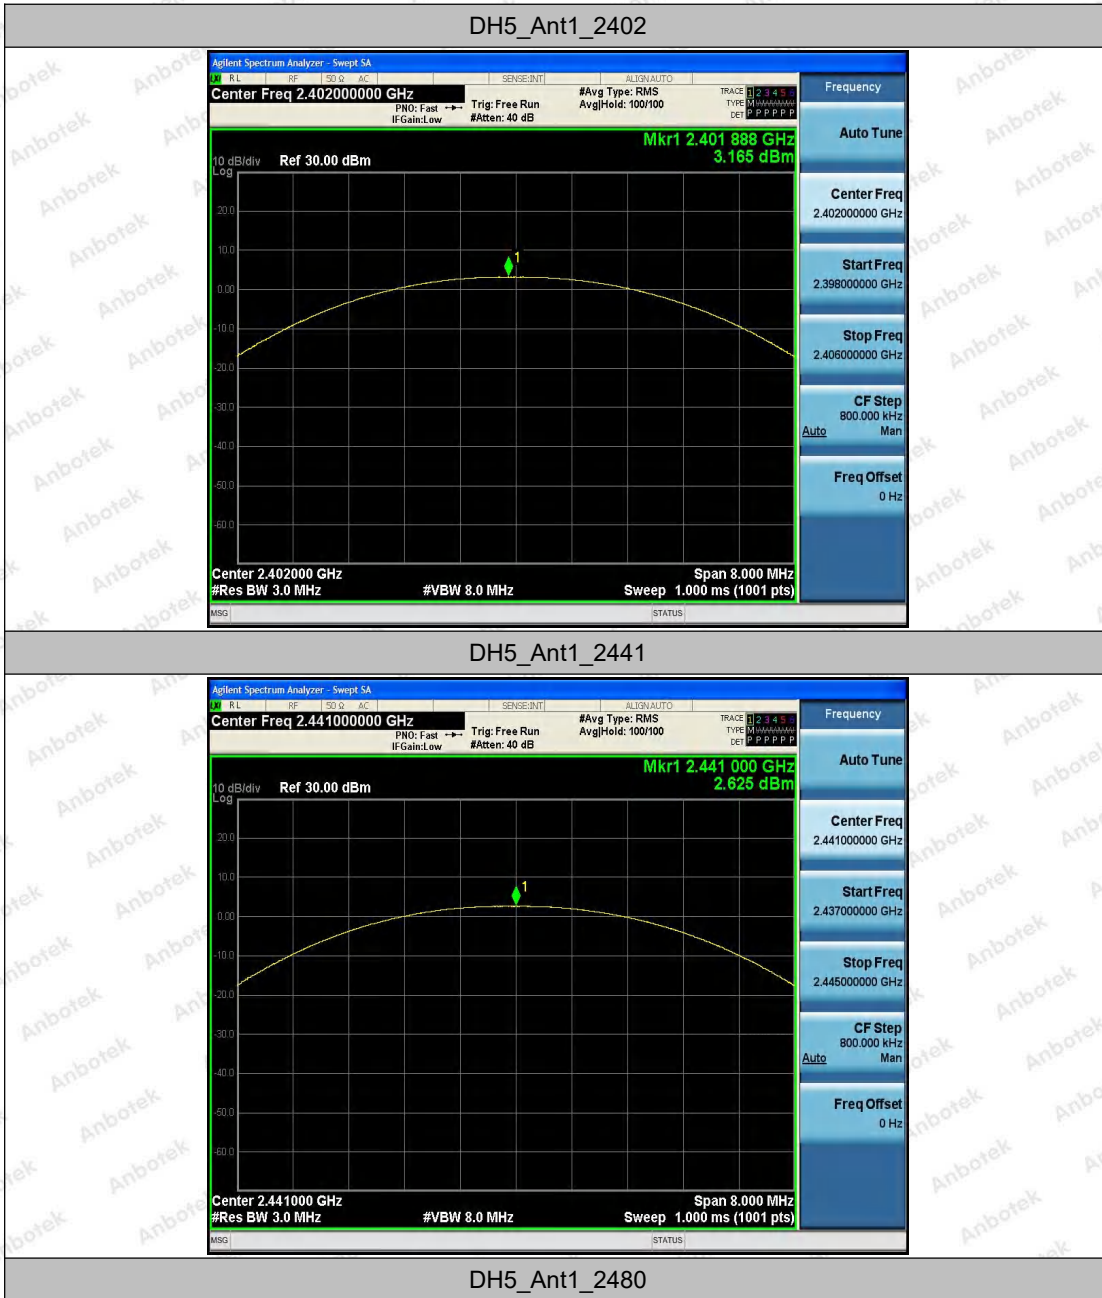 DH5_Ant1_2402
Agilent Spectrum Analyzer - Swept SA
LXI RL RF 50 Ω AC SENSE:INT ALIGNAUTO
Center Freq 2.402000000 GHz
PNO: Fast
IFGain:Low
Trig: Free Run
#Atten: 40 dB
#Avg Type: RMS
Avg|Hold: 100/100
TRACE 1 2 3 4 5 6
TYPE M WWWWW
DET P P P P P P
Mkr1 2.401 888 GHz
3.165 dBm
10 dB/div Ref 30.00 dBm
Log
20.0
10.0
1
0.00
-10.0
-20.0
-30.0
-40.0
-50.0
-60.0
Center 2.402000 GHz Span 8.000 MHz
#Res BW 3.0 MHz #VBW 8.0 MHz Sweep 1.000 ms (1001 pts)
MSG STATUS
Frequency
Auto Tune
Center Freq
2.402000000 GHz
Start Freq
2.398000000 GHz
Stop Freq
2.406000000 GHz
CF Step
800.000 kHz
Auto Man
Freq Offset
0 Hz
DH5_Ant1_2441
Agilent Spectrum Analyzer - Swept SA
LXI RL RF 50 Ω AC SENSE:INT ALIGNAUTO
Center Freq 2.441000000 GHz
PNO: Fast
IFGain:Low
Trig: Free Run
#Atten: 40 dB
#Avg Type: RMS
Avg|Hold: 100/100
TRACE 1 2 3 4 5 6
TYPE M WWWWW
DET P P P P P P
Mkr1 2.441 000 GHz
2.625 dBm
10 dB/div Ref 30.00 dBm
Log
20.0
10.0
1
0.00
-10.0
-20.0
-30.0
-40.0
-50.0
-60.0
Center 2.441000 GHz Span 8.000 MHz
#Res BW 3.0 MHz #VBW 8.0 MHz Sweep 1.000 ms (1001 pts)
MSG STATUS
Frequency
Auto Tune
Center Freq
2.441000000 GHz
Start Freq
2.437000000 GHz
Stop Freq
2.445000000 GHz
CF Step
800.000 kHz
Auto Man
Freq Offset
0 Hz
DH5_Ant1_2480
Anbotek